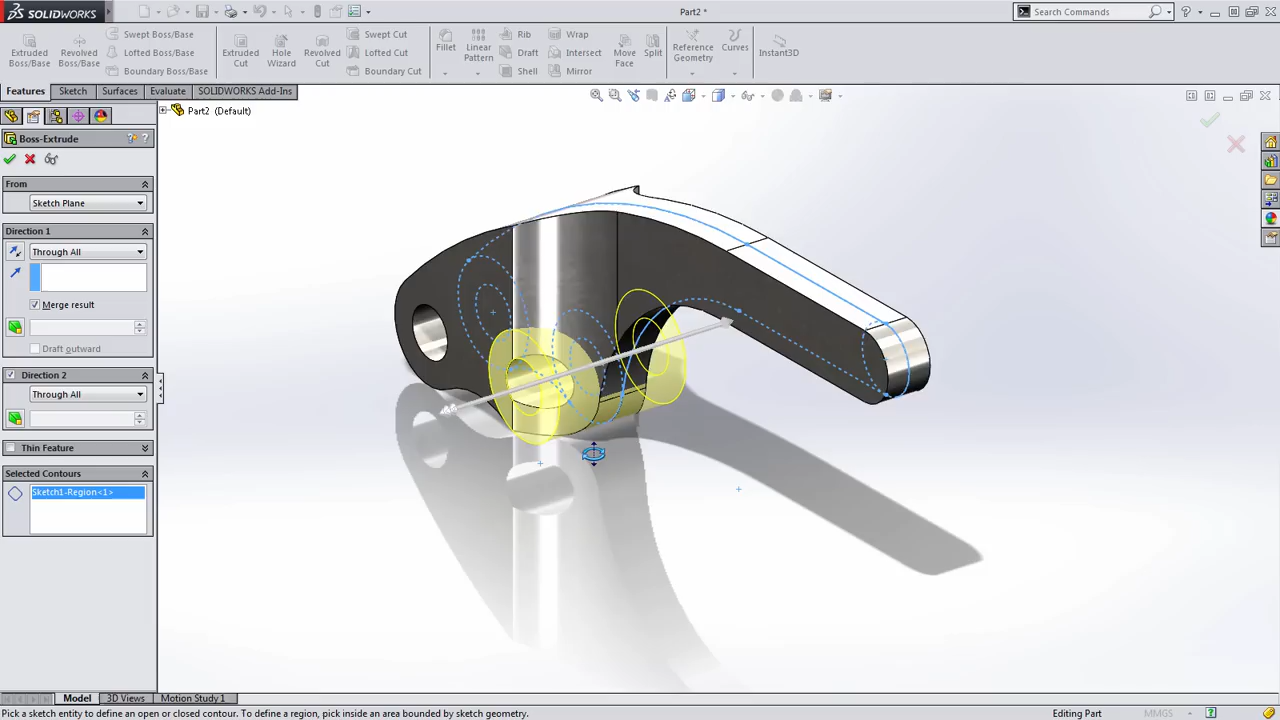 SOLIDWORKS
Part2 *
Search Commands
Extruded Boss/Base
Revolved Boss/Base
Swept Boss/Base
Lofted Boss/Base
Boundary Boss/Base
Extruded Cut
Hole Wizard
Revolved Cut
Swept Cut
Lofted Cut
Boundary Cut
Fillet
Linear Pattern
Rib
Draft
Shell
Wrap
Intersect
Mirror
Move Face
Split
Reference Geometry
Curves
Instant3D
Features
Sketch
Surfaces
Evaluate
SOLIDWORKS Add-Ins
Part2 (Default)
Boss-Extrude
From
Sketch Plane
Direction 1
Through All
Merge result
Draft outward
Direction 2
Through All
Thin Feature
Selected Contours
Sketch1-Region<1>
Model
3D Views
Motion Study 1
Pick a sketch entity to define an open or closed contour. To define a region, pick inside an area bounded by sketch geometry.
Editing Part
MMGS